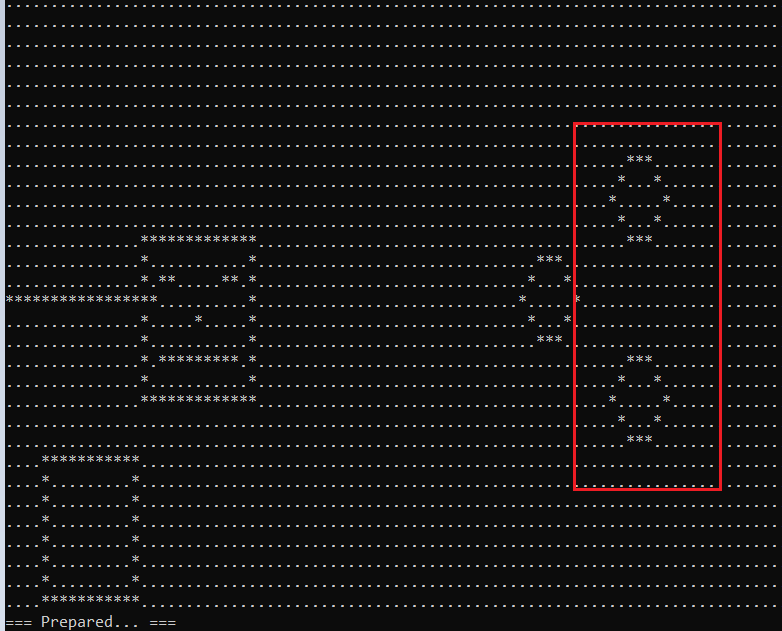 === Prepared... ===